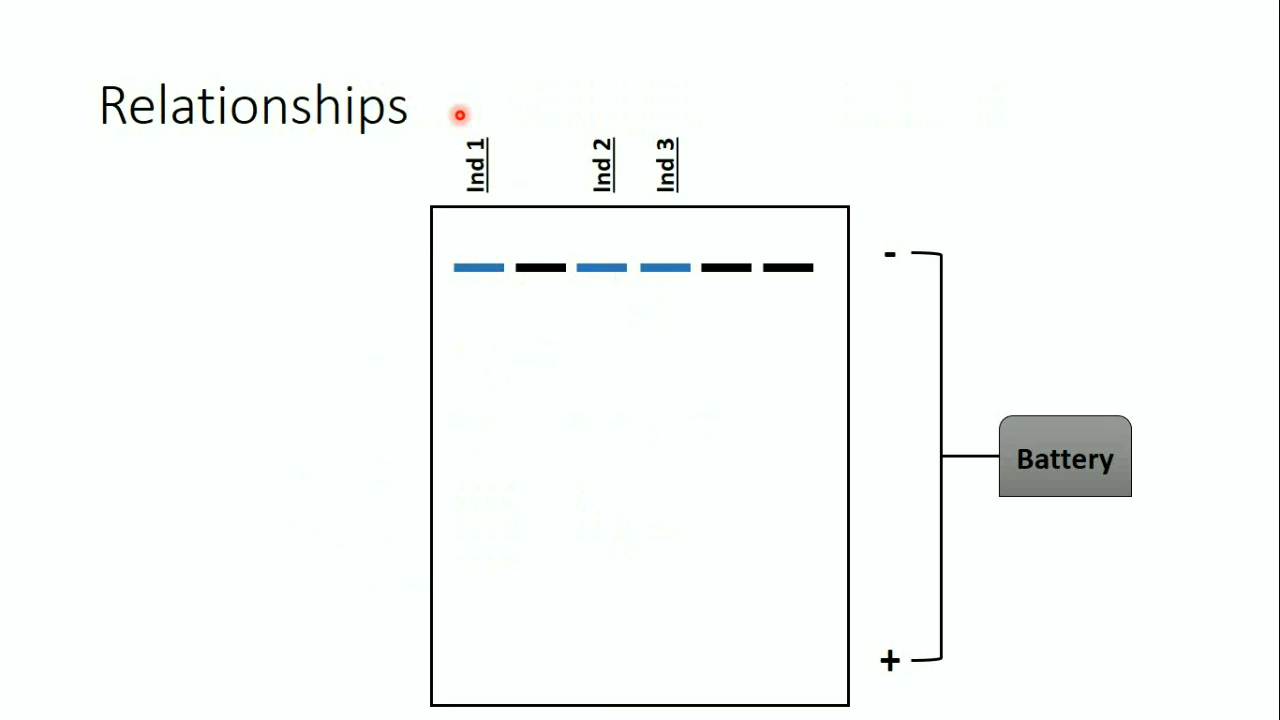 Relationships
Ind 1
Ind 2
Ind 3
-
Battery
+